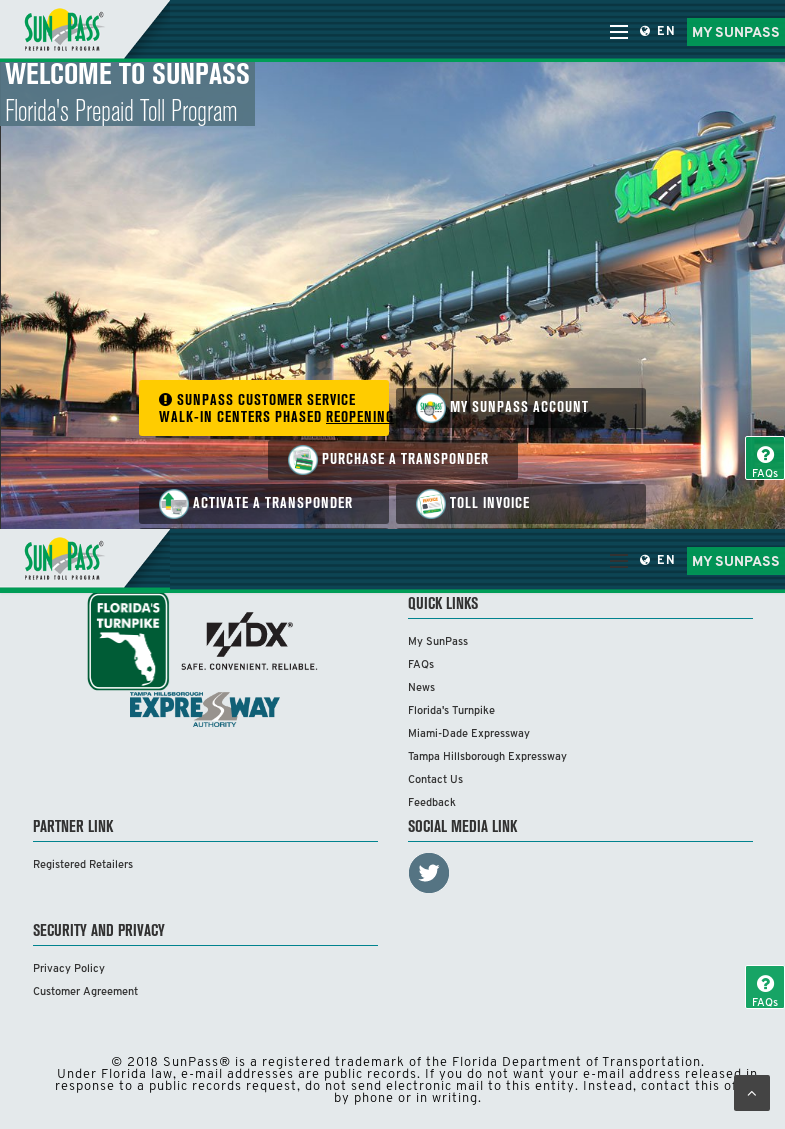 SUNPASS®
PREPAID TOLL PROGRAM
EN
MY SUNPASS
WELCOME TO SUNPASS
Florida's Prepaid Toll Program
SUNPASS
SUNPASS CUSTOMER SERVICE
WALK-IN CENTERS PHASED REOPENING
MY SUNPASS ACCOUNT
PURCHASE A TRANSPONDER
FAQs
ACTIVATE A TRANSPONDER
TOLL INVOICE
SUNPASS®
PREPAID TOLL PROGRAM
EN
MY SUNPASS
FLORIDA'S
TURNPIKE
MDX
SAFE. CONVENIENT. RELIABLE.
TAMPA HILLSBOROUGH
EXPRESSWAY
AUTHORITY
QUICK LINKS
My SunPass
FAQs
News
Florida's Turnpike
Miami-Dade Expressway
Tampa Hillsborough Expressway
Contact Us
Feedback
PARTNER LINK
Registered Retailers
SOCIAL MEDIA LINK
SECURITY AND PRIVACY
Privacy Policy
Customer Agreement
FAQs
© 2018 SunPass® is a registered trademark of the Florida Department of Transportation.
Under Florida law, e-mail addresses are public records. If you do not want your e-mail address released in
response to a public records request, do not send electronic mail to this entity. Instead, contact this
by phone or in writing.